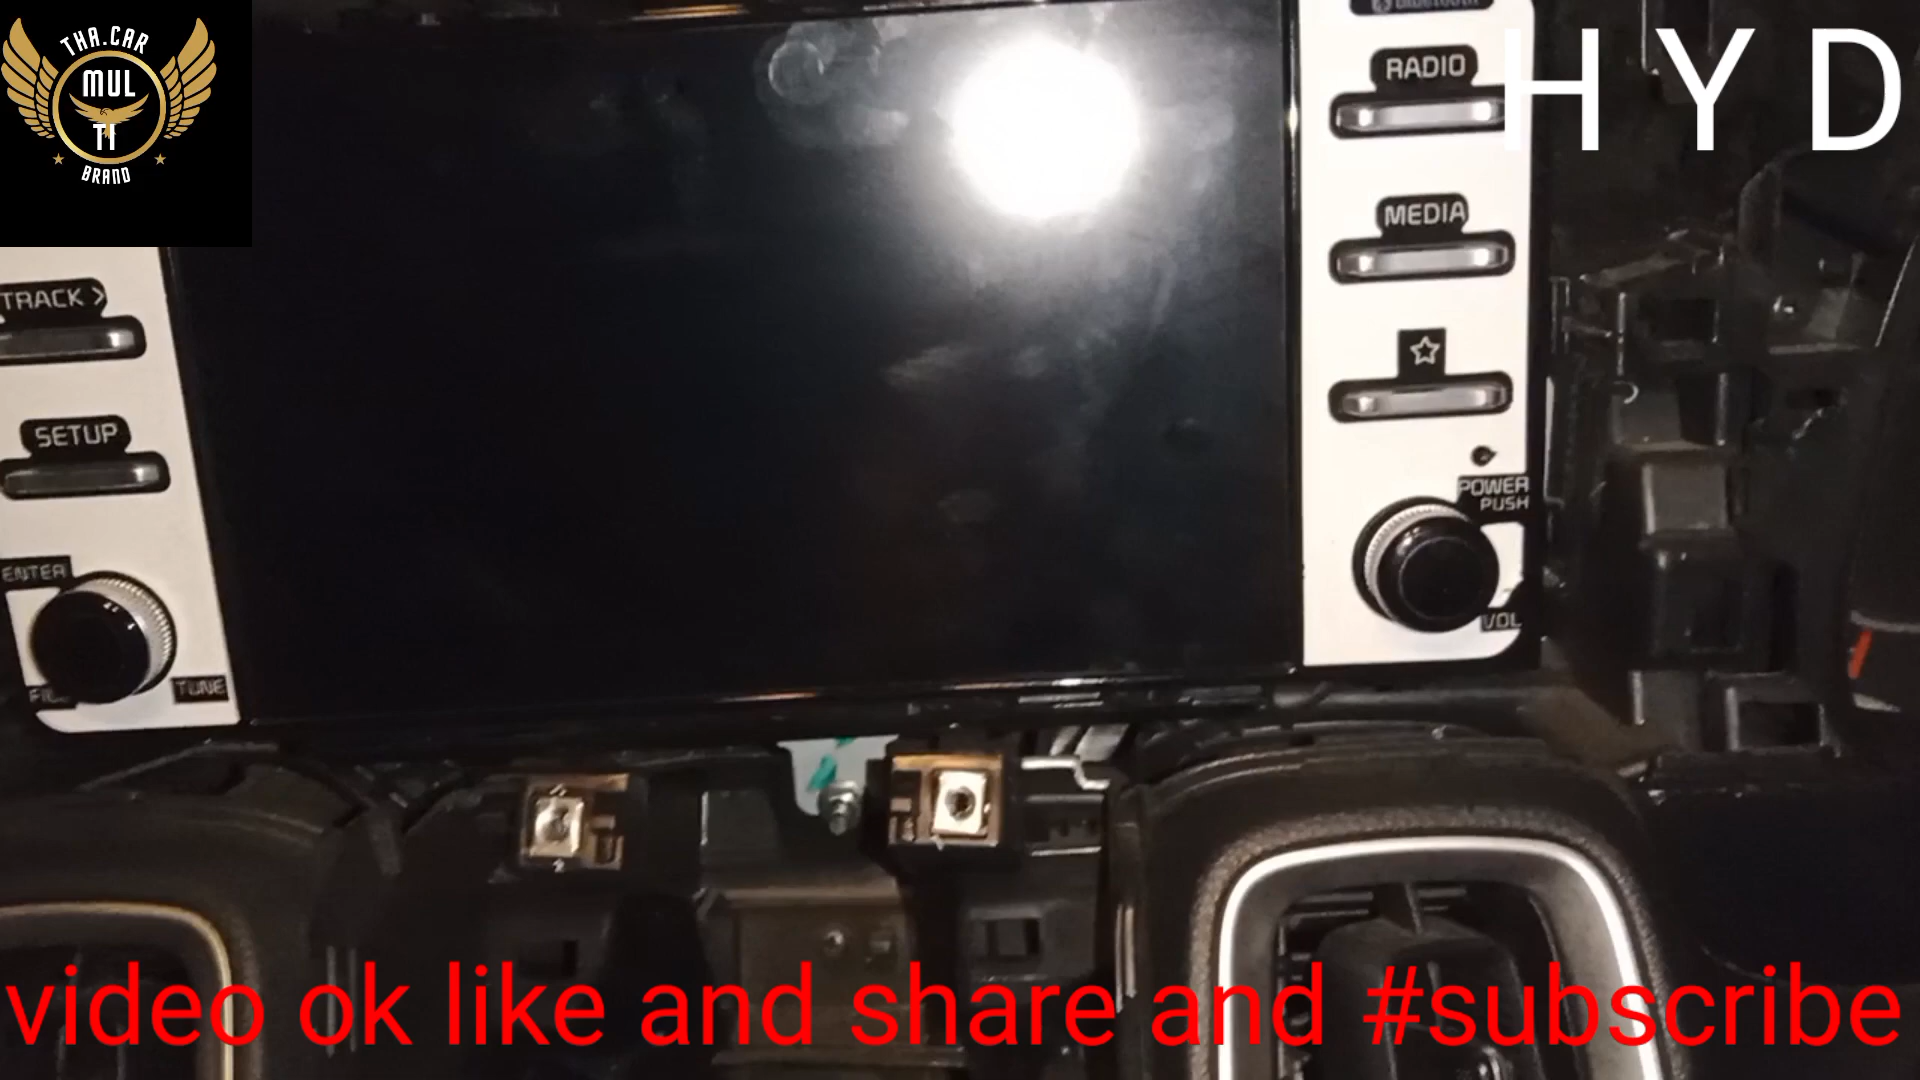 THA.CAR
MUL
TI
BRAND
Bluetooth
RADIO
H Y D
MEDIA
TRACK >
SETUP
POWER
PUSH
ENTER
VOL
TUNE
video ok like and share and #subscribe